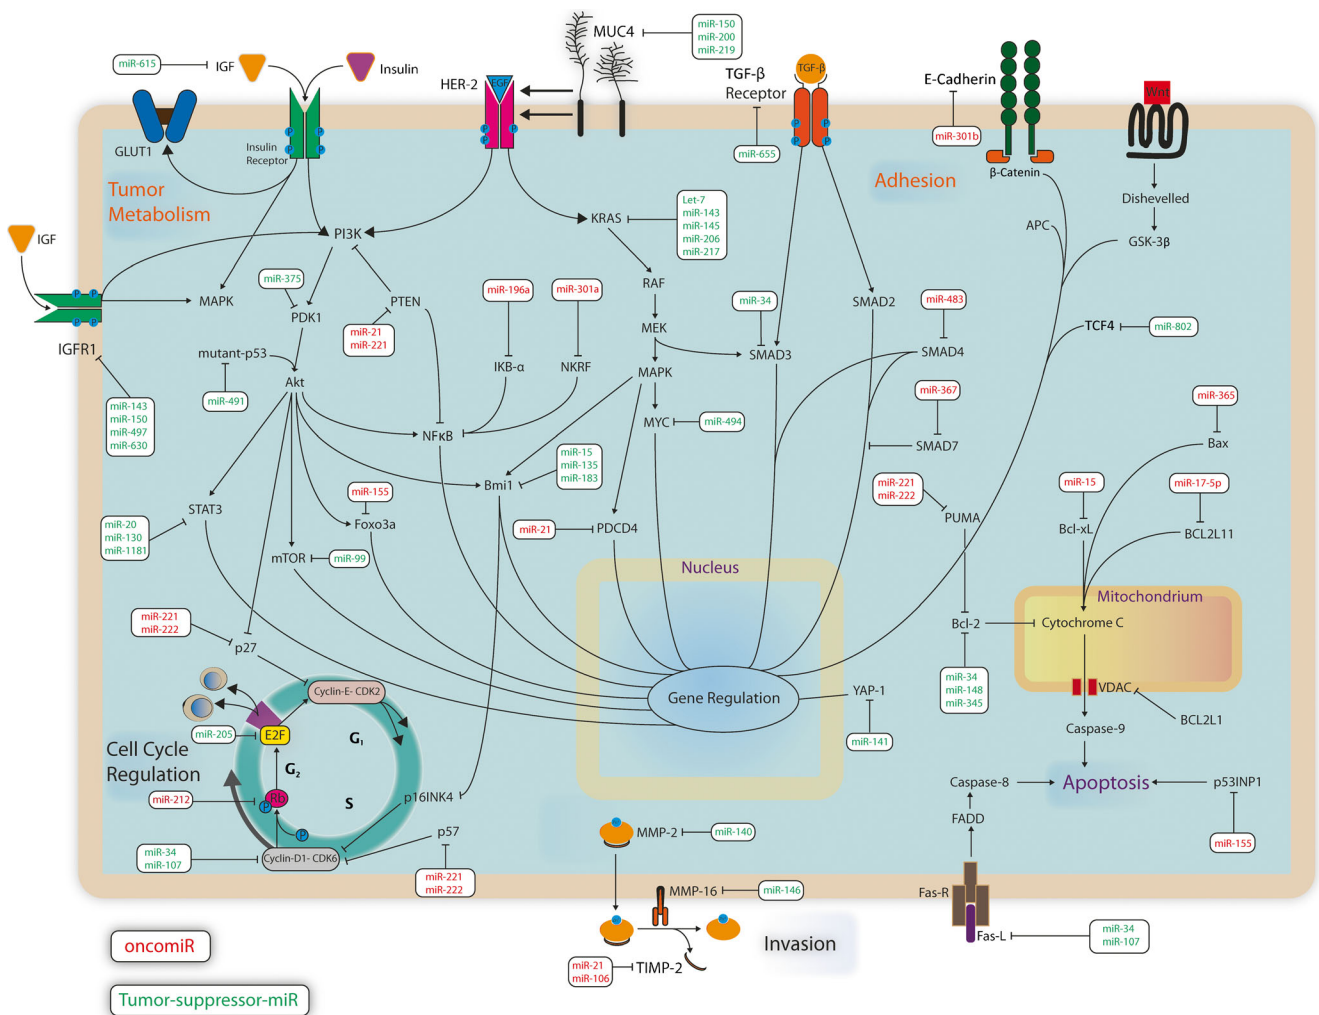 miR-150
miR-200
miR-219
MUC4
miR-615
IGF
Insulin
HER-2
EGF
TGF-β
TGF-β
Receptor
E-Cadherin
Wnt
miR-301b
miR-655
GLUT1
Insulin
Receptor
P
P
P
P
P
P
P
P
P
P
P
β-Catenin
Tumor
Metabolism
Adhesion
Dishevelled
Let-7
miR-143
miR-145
miR-206
miR-217
KRAS
PI3K
APC
GSK-3β
IGF
P
P
P
P
IGFR1
MAPK
miR-375
PDK1
PTEN
miR-21
miR-221
miR-196a
miR-301a
RAF
miR-34
SMAD2
miR-483
MEK
TCF4
miR-802
mutant-p53
Akt
miR-491
IKB-α
NKRF
MAPK
SMAD3
SMAD4
miR-143
miR-150
miR-497
miR-630
miR-367
miR-365
NFκB
MYC
miR-494
SMAD7
Bax
miR-15
miR-135
miR-183
Bmi1
miR-221
miR-222
miR-15
miR-17-5p
miR-155
STAT3
Foxo3a
miR-21
PDCD4
PUMA
Bcl-xL
BCL2L11
miR-20
miR-130
miR-1181
mTOR
miR-99
Nucleus
Mitochondrium
miR-221
miR-222
p27
Bcl-2
Cytochrome C
miR-34
miR-148
miR-345
Cyclin-E- CDK2
Gene Regulation
YAP-1
VDAC
BCL2L1
miR-205
E2F
G₁
miR-141
Caspase-9
Cell Cycle
Regulation
G₂
S
Rb
P
P
miR-212
p16INK4
Caspase-8
Apoptosis
p53INP1
FADD
p57
MMP-2
miR-140
miR-155
miR-34
miR-107
Cyclin-D1- CDK6
miR-221
miR-222
MMP-16
miR-146
Fas-R
Fas-L
miR-34
miR-107
Invasion
oncomiR
miR-21
miR-106
TIMP-2
Tumor-suppressor-miR